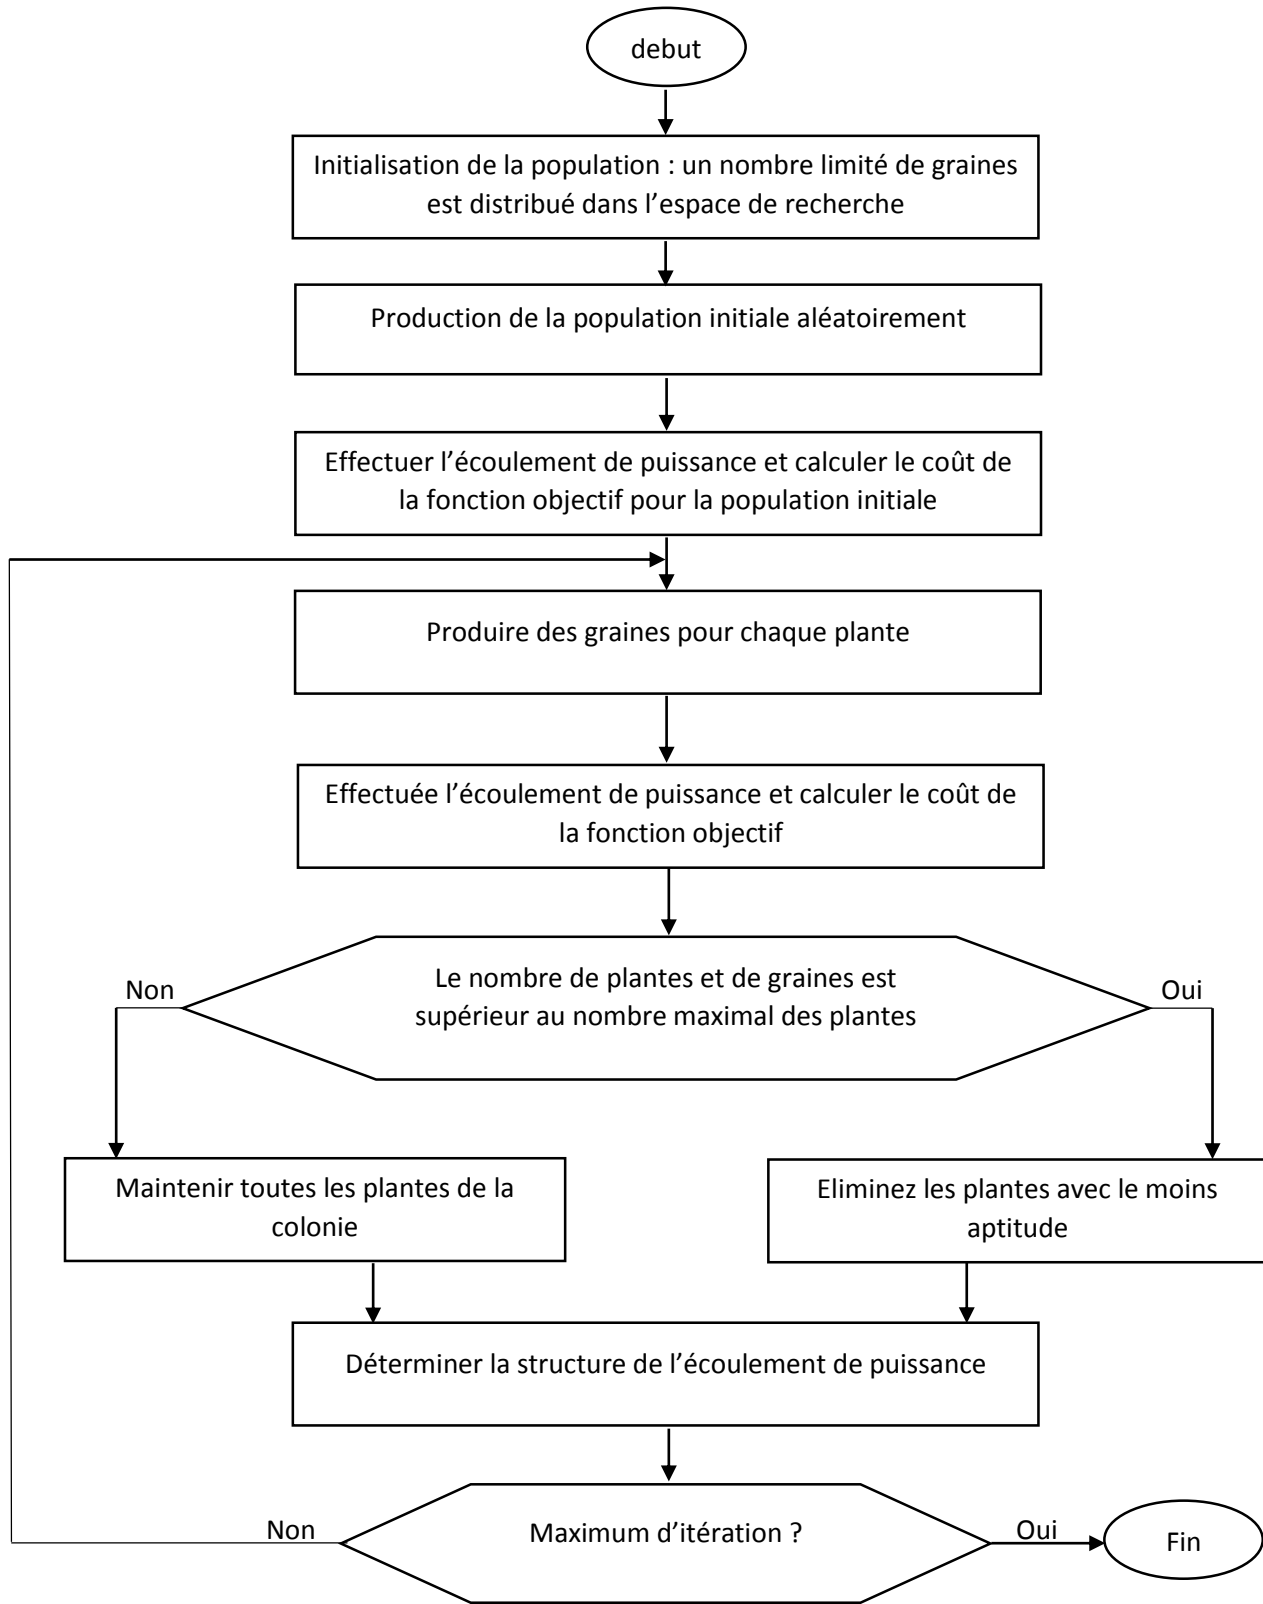 debut
Initialisation de la population : un nombre limité de graines
est distribué dans l’espace de recherche
Production de la population initiale aléatoirement
Effectuer l’écoulement de puissance et calculer le coût de
la fonction objectif pour la population initiale
Produire des graines pour chaque plante
Effectuée l’écoulement de puissance et calculer le coût de
la fonction objectif
Le nombre de plantes et de graines est
supérieur au nombre maximal des plantes
Non
Oui
Maintenir toutes les plantes de la
colonie
Eliminez les plantes avec le moins
aptitude
Déterminer la structure de l’écoulement de puissance
Non
Maximum d’itération ?
Oui
Fin